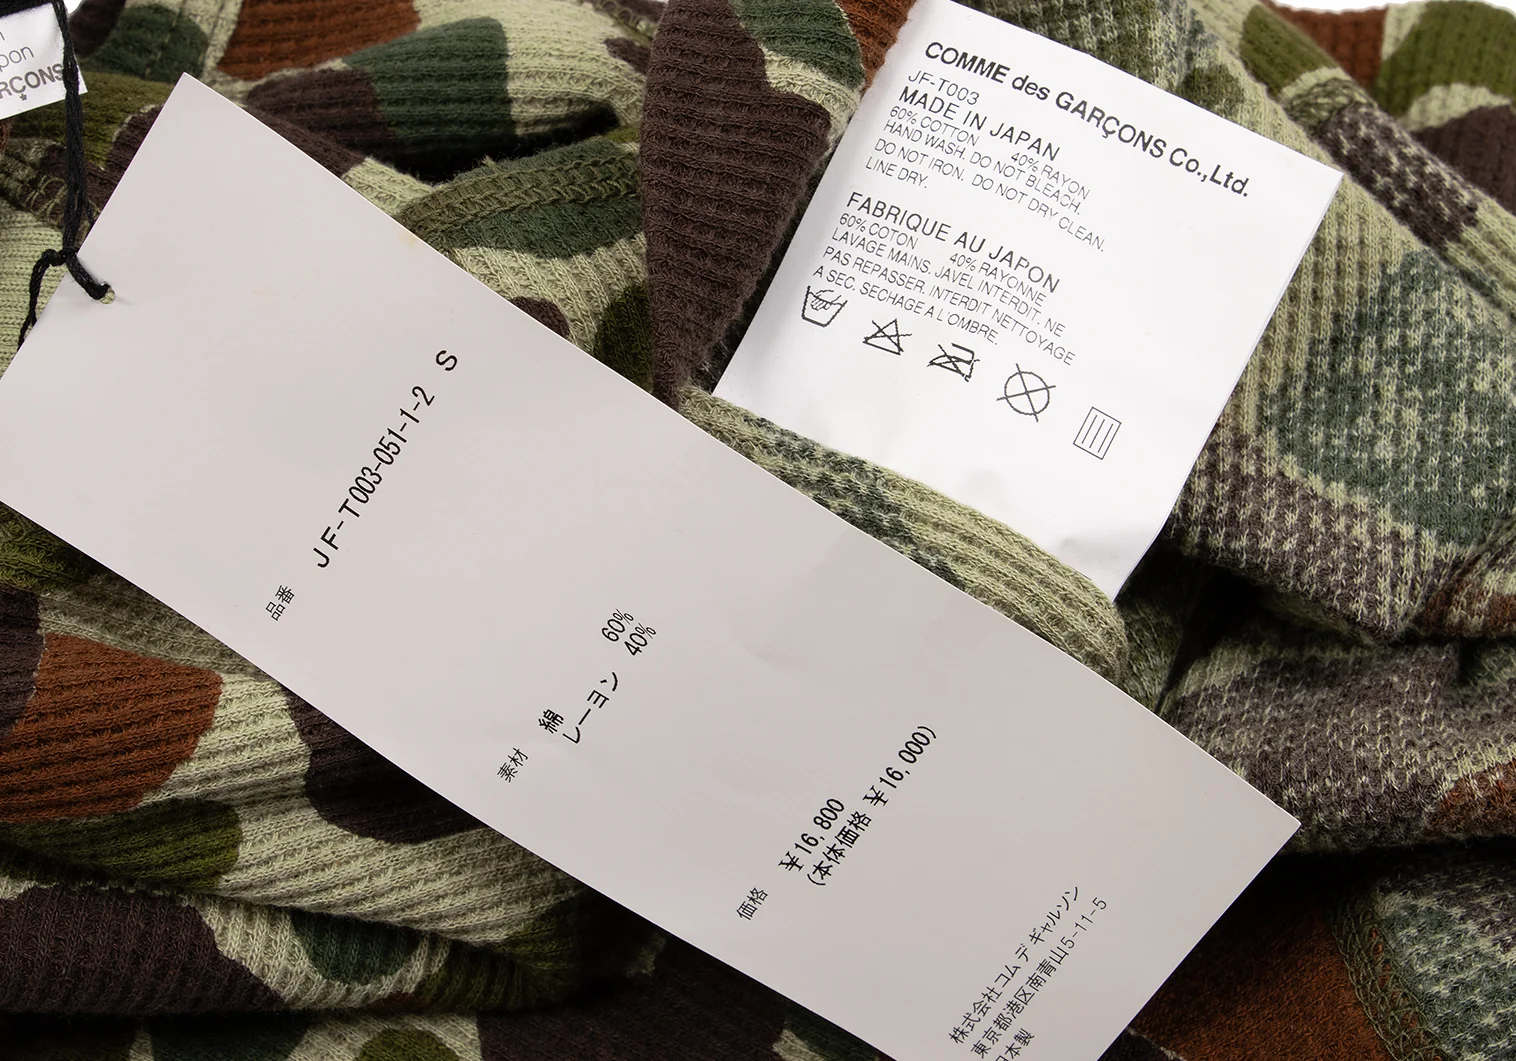 pon
RÇONS
COMME des GARÇONS Co.,Ltd.
JF-T003
MADE IN JAPAN
60% COTTON 40% RAYON
HAND WASH. DO NOT BLEACH.
DO NOT IRON. DO NOT DRY CLEAN.
LINE DRY.
FABRIQUE AU JAPON
60% COTON 40% RAYONNE
LAVAGE MAINS. JAVEL INTERDIT. NE
PAS REPASSER. INTERDIT NETTOYAGE
A SEC. SECHAGE A L'OMBRE.
品番 JF-T003-051-1-2 S
素材 綿 60%
レーヨン 40%
価格 ¥16,800
(本体価格 ¥16,000)
株式会社 コム デ ギャルソン
東京都港区南青山5-11-5
日本製